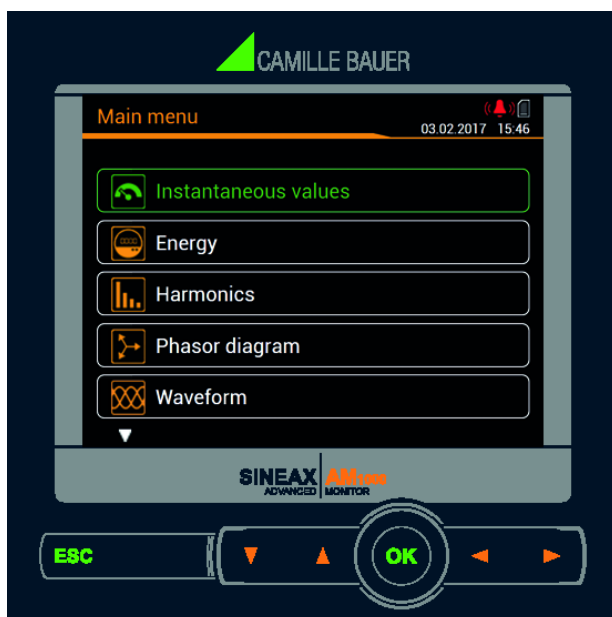 CAMILLE BAUER
Main menu
03.02.2017 15:46
Instantaneous values
Energy
Harmonics
Phasor diagram
Waveform
SINEAX AM1000
ADVANCED MONITOR
ESC
OK